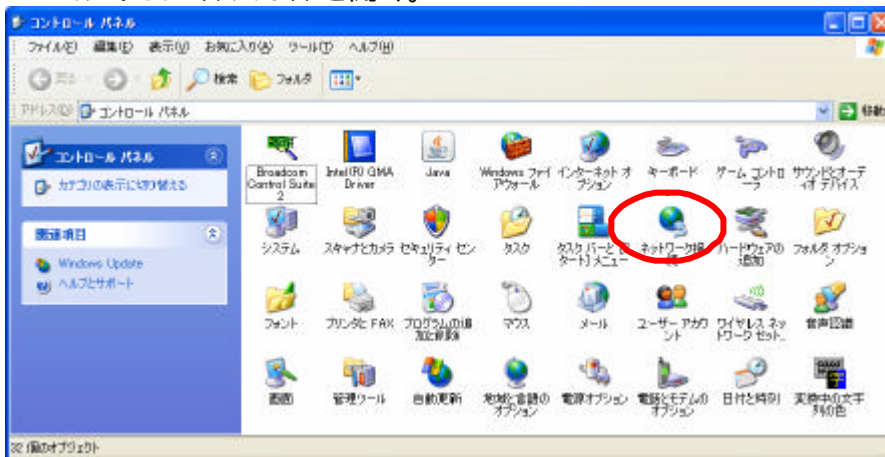 コントロール パネル
ファイル(F) 編集(E) 表示(V) お気に入り(A) ツール(T) ヘルプ(H)
戻る 検索 フォルダ
アドレス(D) コントロール パネル 移動
コントロール パネル
カテゴリの表示に切り替える
関連項目
Windows Update
ヘルプとサポート
Broadcom
Control Suite
2
Intel(R) GMA
Driver
Java
Windows ファイ
アウォール
インターネット オ
プション
キーボード
ゲーム コントロ
ーラ
サウンドとオーデ
ィオ デバイス
システム
スキャナとカメラ
セキュリティ セン
ター
タスク
タスク バーと [ス
タート] メニュー
ネットワーク接
続
ハードウェアの
追加
フォルダ オプショ
ン
フォント
プリンタと FAX
プログラムの追
加と削除
マウス
メール
ユーザー アカウ
ント
ワイヤレス ネッ
トワーク セット..
音声認識
画面
管理ツール
自動更新
地域と言語の
オプション
電源オプション
電話とモデムの
オプション
日付と時刻
変換中の文字
列の色
32 個のオブジェクト